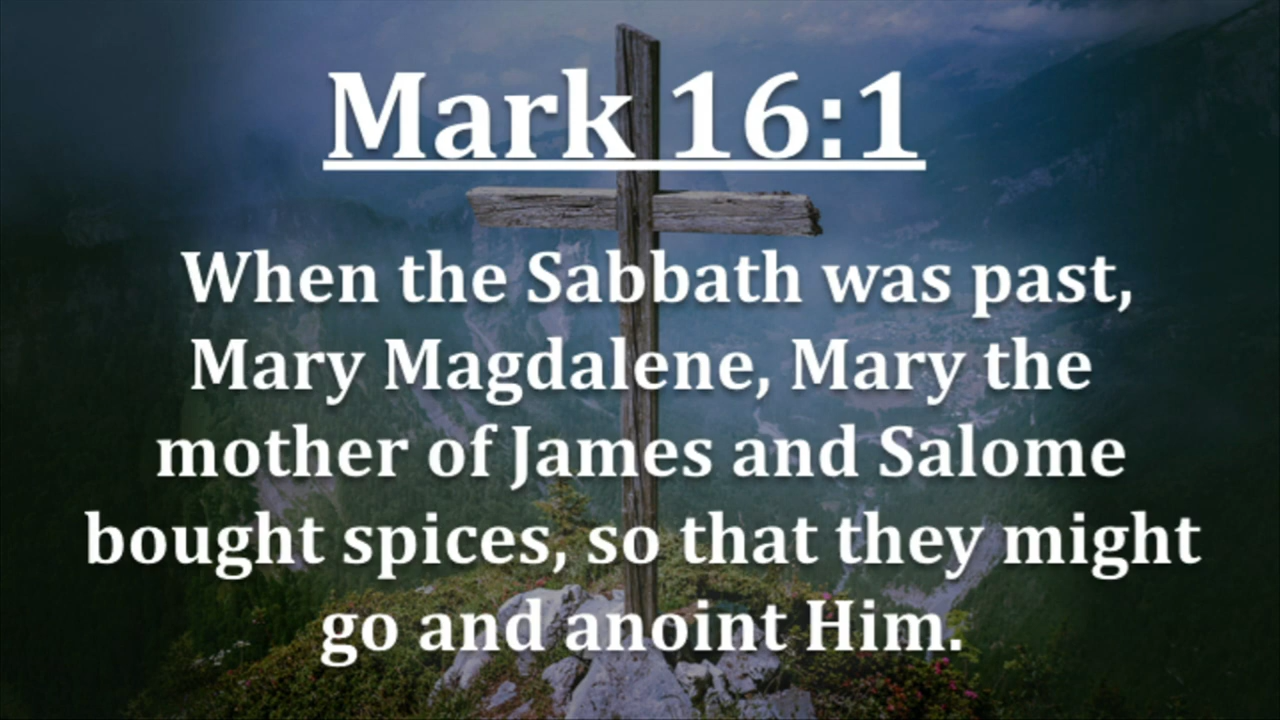 Mark 16:1
When the Sabbath was past,
Mary Magdalene, Mary the
mother of James and Salome
bought spices, so that they might
go and anoint Him.